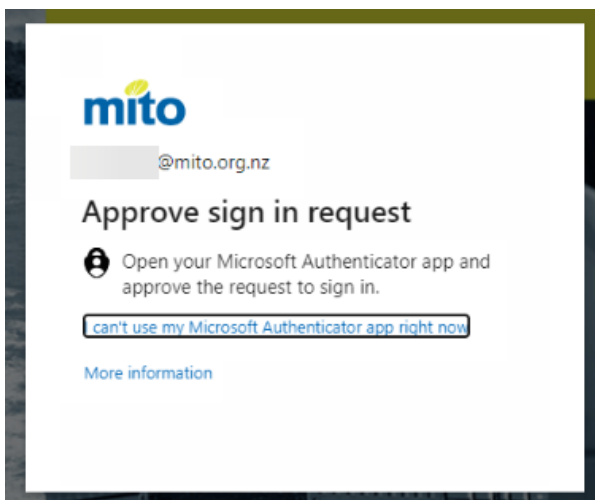 mito
@mito.org.nz
Approve sign in request
Open your Microsoft Authenticator app and
approve the request to sign in.
I can't use my Microsoft Authenticator app right now
More information